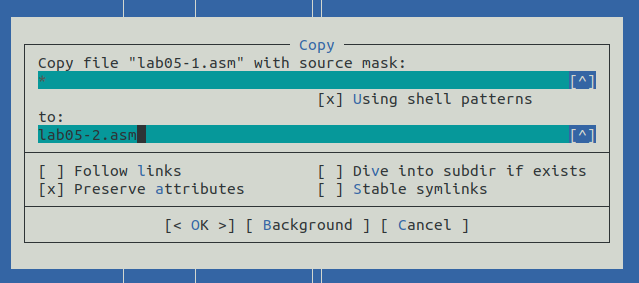 Copy
Copy file "lab05-1.asm" with source mask:
* [^]
[x] Using shell patterns
to:
lab05-2.asm [^]
[ ] Follow links [ ] Dive into subdir if exists
[x] Preserve attributes [ ] Stable symlinks
[< OK >] [ Background ] [ Cancel ]